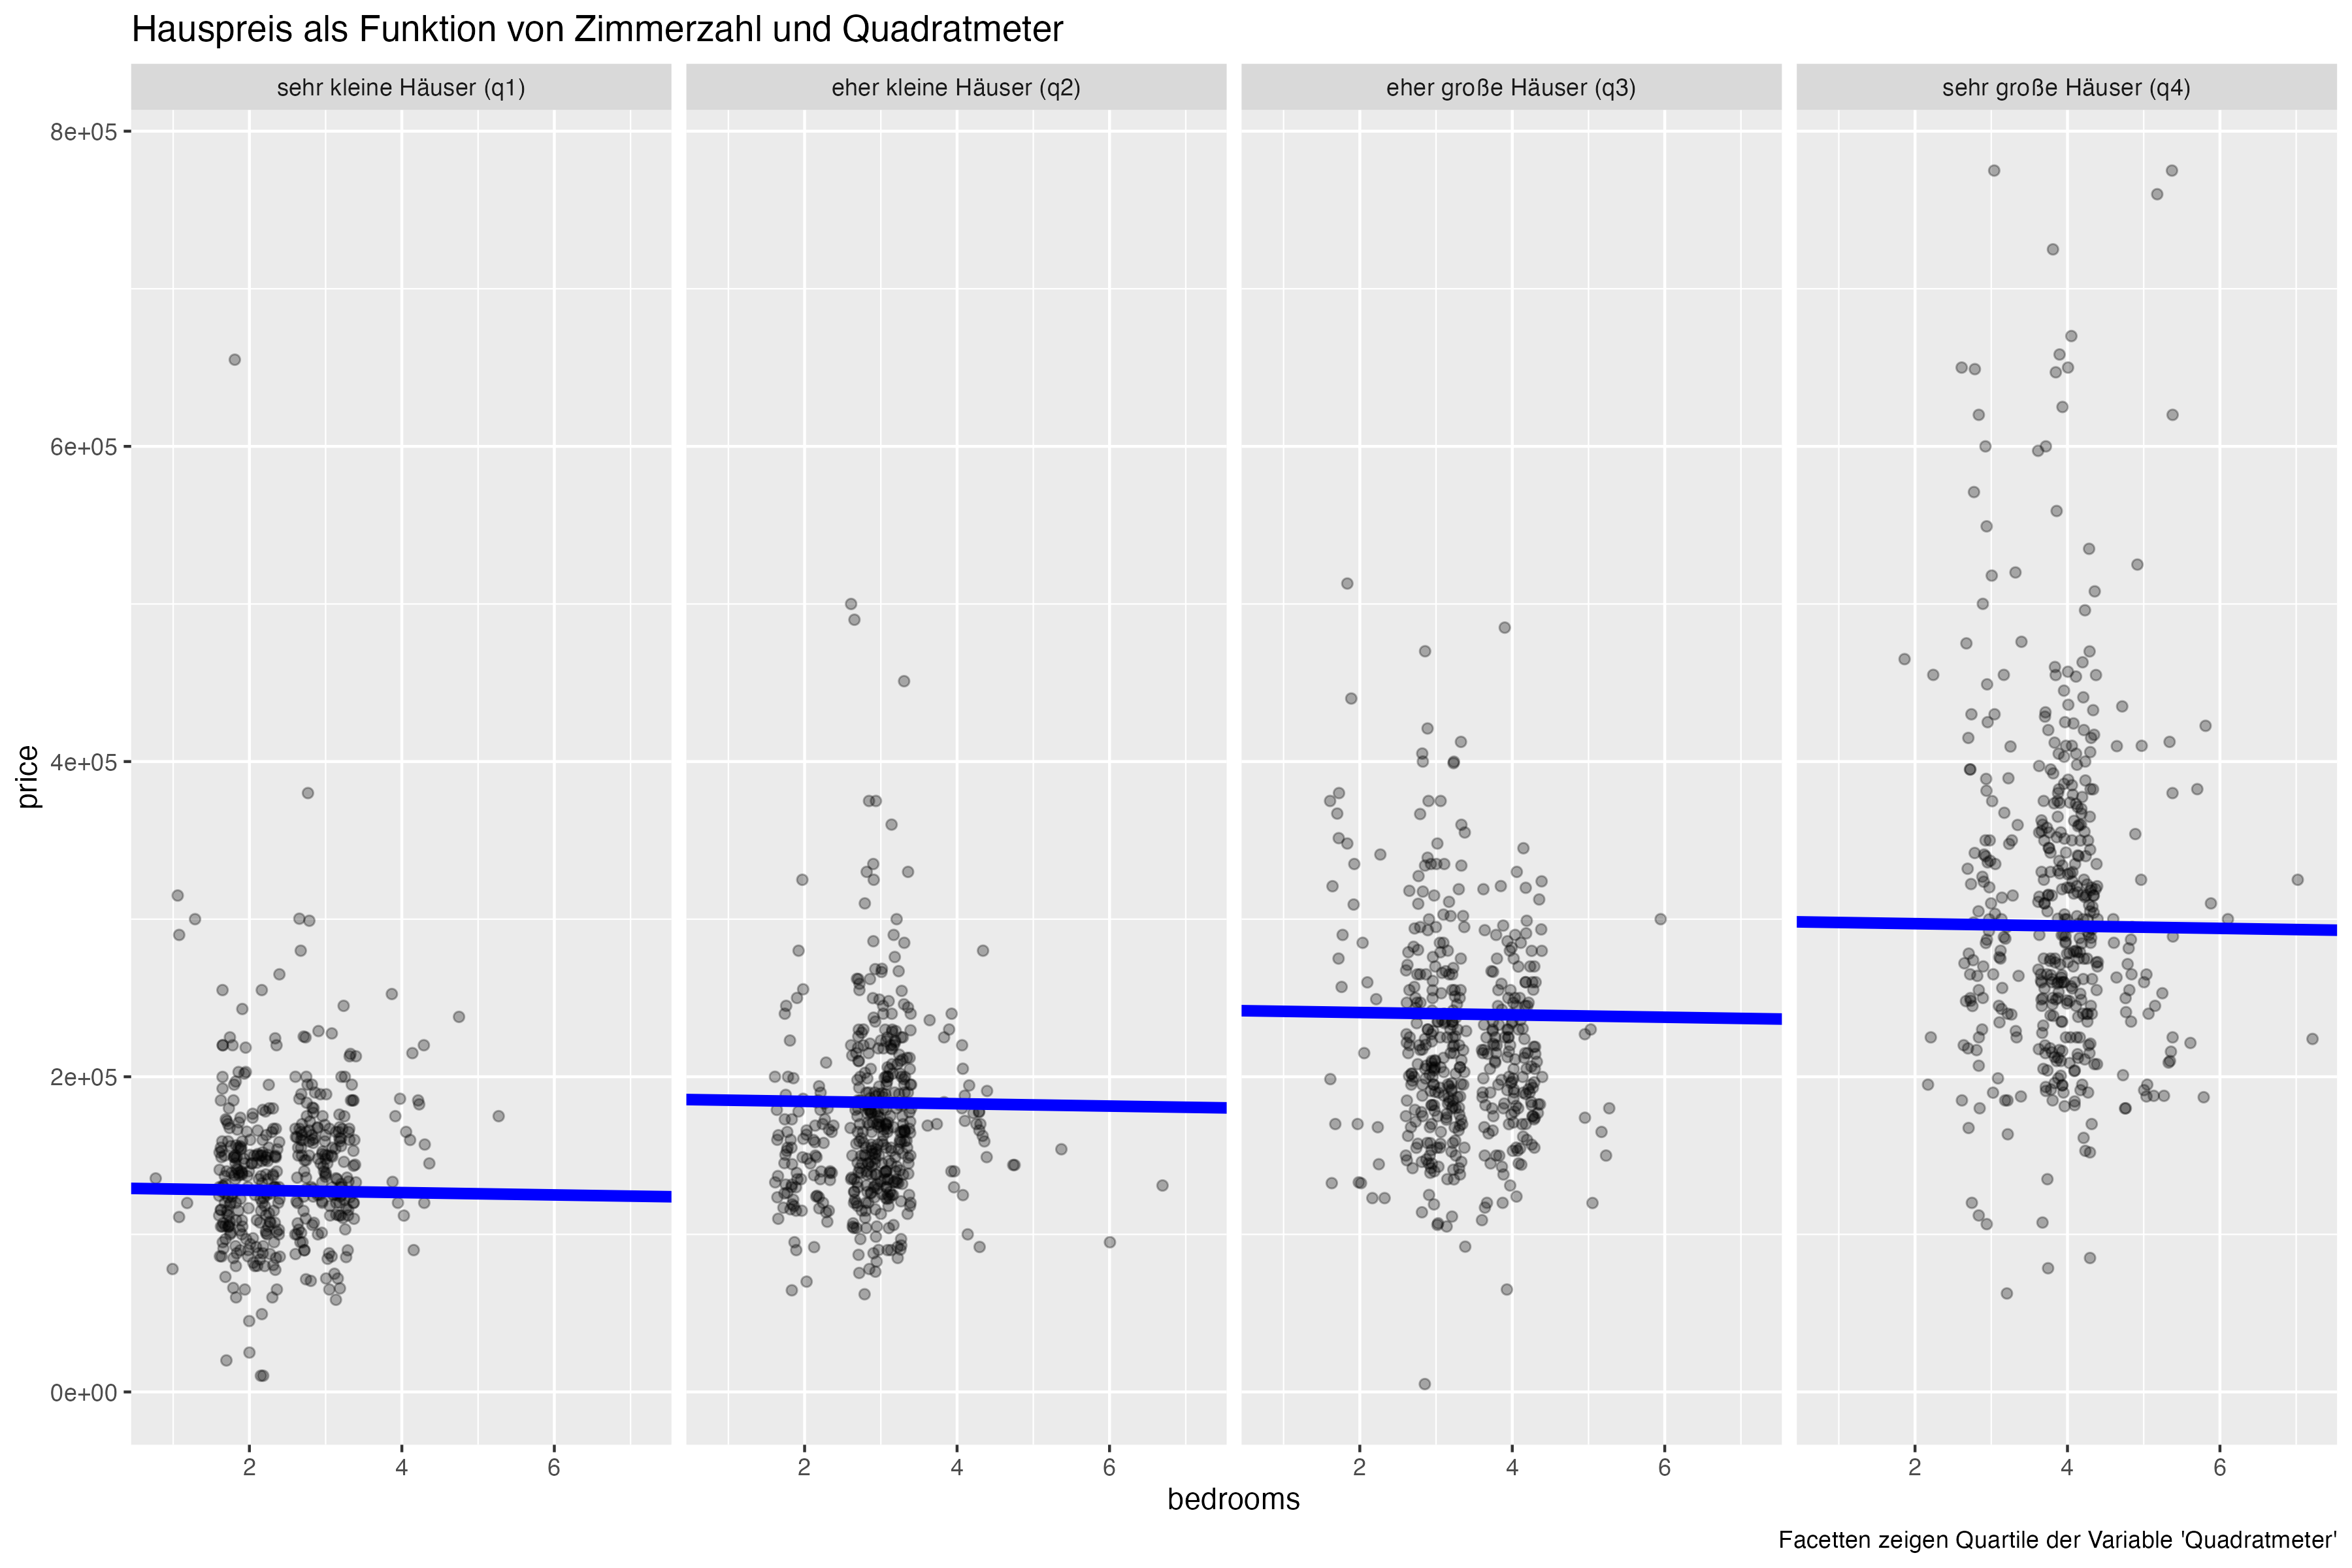 Hauspreis als Funktion von Zimmerzahl und Quadratmeter
sehr kleine Häuser (q1)
eher kleine Häuser (q2)
eher große Häuser (q3)
sehr große Häuser (q4)
8e+05
6e+05
4e+05
2e+05
0e+00
price
2 4 6
2 4 6
2 4 6
2 4 6
bedrooms
Facetten zeigen Quartile der Variable 'Quadratmeter'